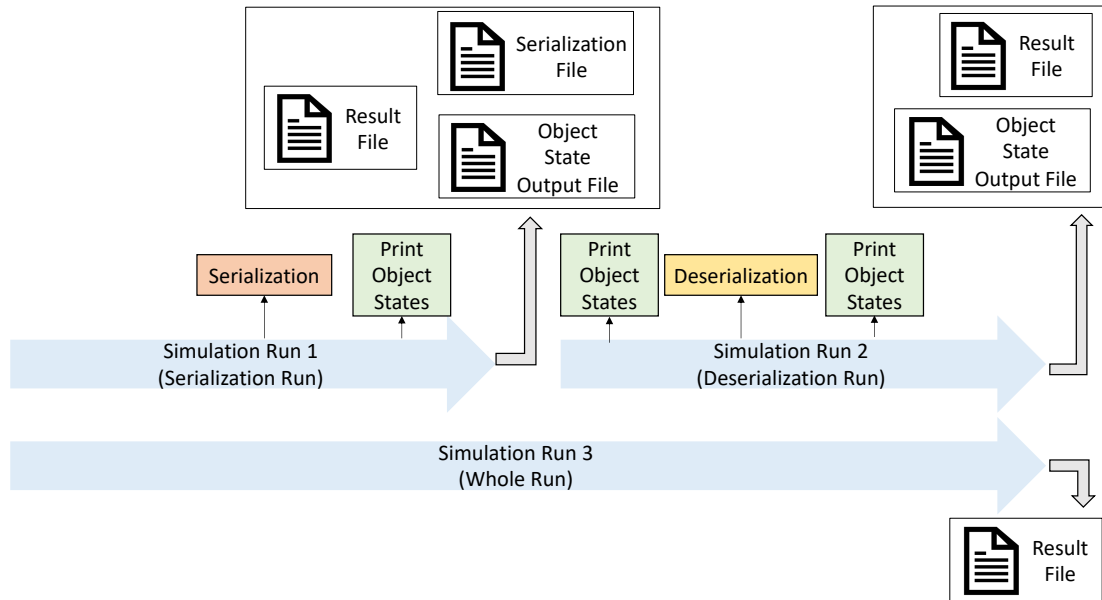 Serialization
File
Result
File
Object
State
Output File
Result
File
Object
State
Output File
Serialization
Print
Object
States
Print
Object
States
Deserialization
Print
Object
States
Simulation Run 1
(Serialization Run)
Simulation Run 2
(Deserialization Run)
Simulation Run 3
(Whole Run)
Result
File